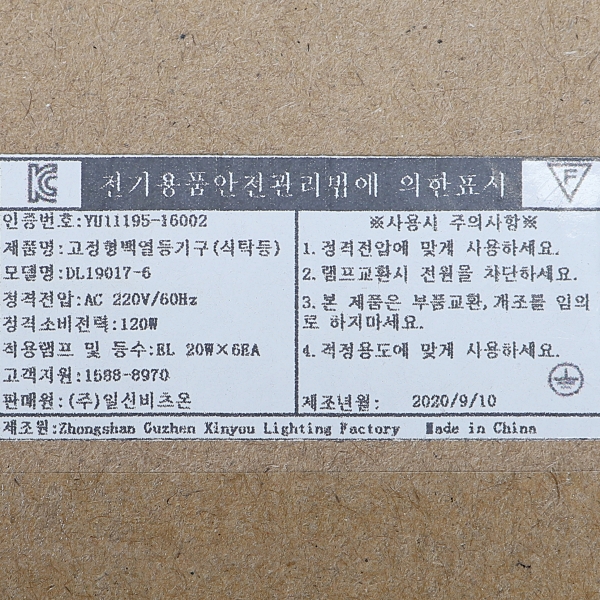 전기용품안전관리법에 의한표시
F
인증번호:YU11195-16002
제품명:고정형백열등기구(식탁등)
모델명:DL19017-6
정격전압:AC 220V/60Hz
정격소비전력:120W
적용램프 및 등수:EL 20W×6EA
고객지원:1588-8970
판매원:(주)일신비츠온
※사용시 주의사항※
1.정격전압에 맞게 사용하세요.
2.램프교환시 전원을 차단하세요.
3.본 제품은 부품교환,개조를 임의
로 하지마세요.
4.적정용도에 맞게 사용하세요.
제조년월: 2020/9/10
제조원:Zhongshan Guzhen Xinyou Lighting Factory Made in China